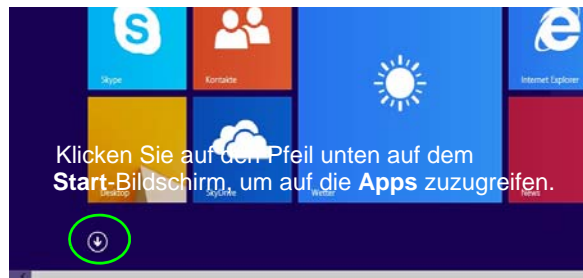 Skype
Kontakte
Internet Explorer
Klicken Sie auf den Pfeil unten auf dem
Start-Bildschirm, um auf die Apps zuzugreifen.
Desktop
SkyDrive
Wetter
News